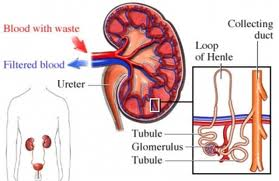 Blood with waste
Filtered blood
Ureter
Collecting
duct
Loop
of Henle
Tubule
Glomerulus
Tubule